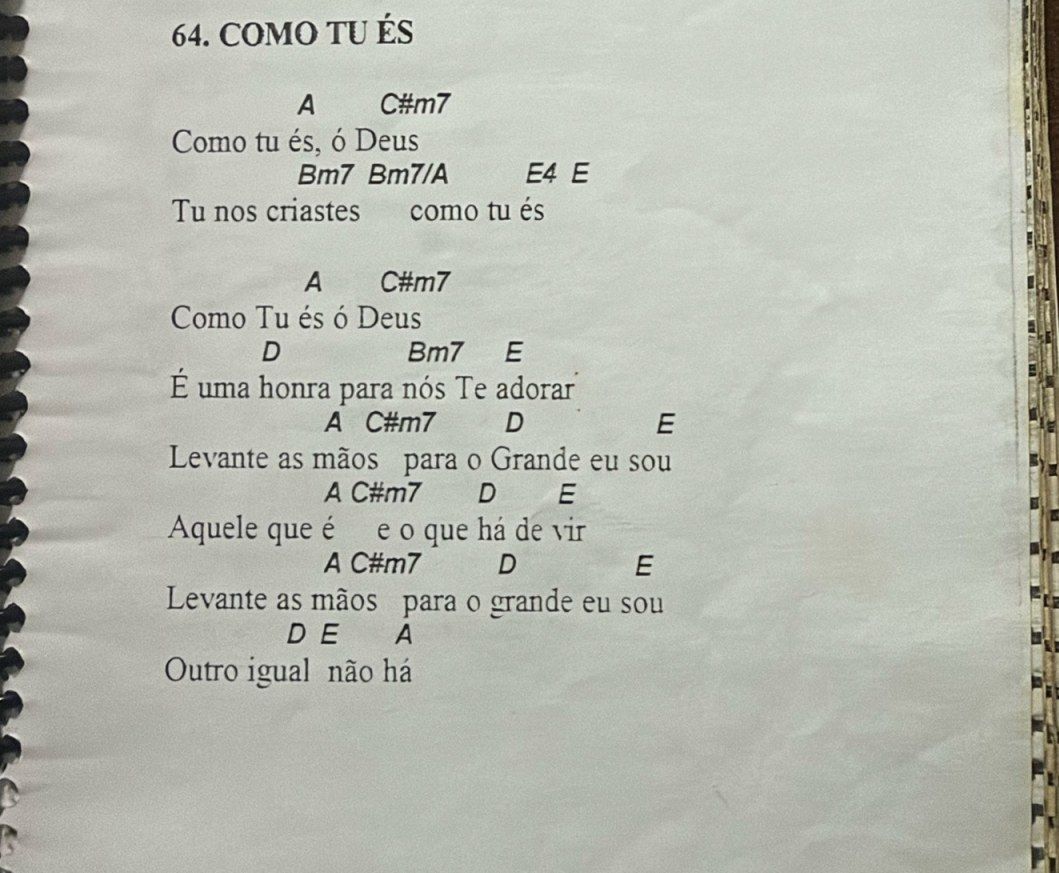 64. COMO TU ÉS
A C#m7
Como tu és, ó Deus
Bm7 Bm7/A E4 E
Tu nos criastes como tu és
A C#m7
Como Tu és ó Deus
D Bm7 E
É uma honra para nós Te adorar
A C#m7 D E
Levante as mãos para o Grande eu sou
A C#m7 D E
Aquele que é e o que há de vir
A C#m7 D E
Levante as mãos para o grande eu sou
D E A
Outro igual não há